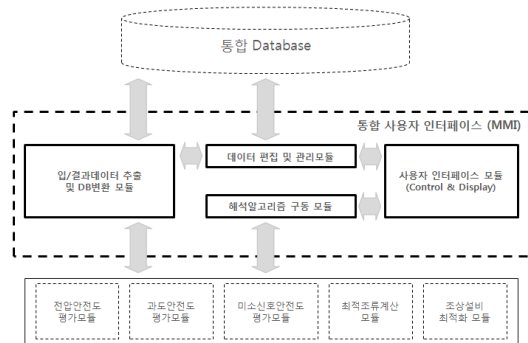 통합 Database
통합 사용자 인터페이스 (MMI)
입/결과데이터 추출
및 DB변환 모듈
데이터 편집 및 관리모듈
해석알고리즘 구동 모듈
사용자 인터페이스 모듈
(Control & Display)
전압안전도
평가모듈
과도안전도
평가모듈
미소신호안전도
평가모듈
최적조류계산
모듈
조상설비
최적화 모듈